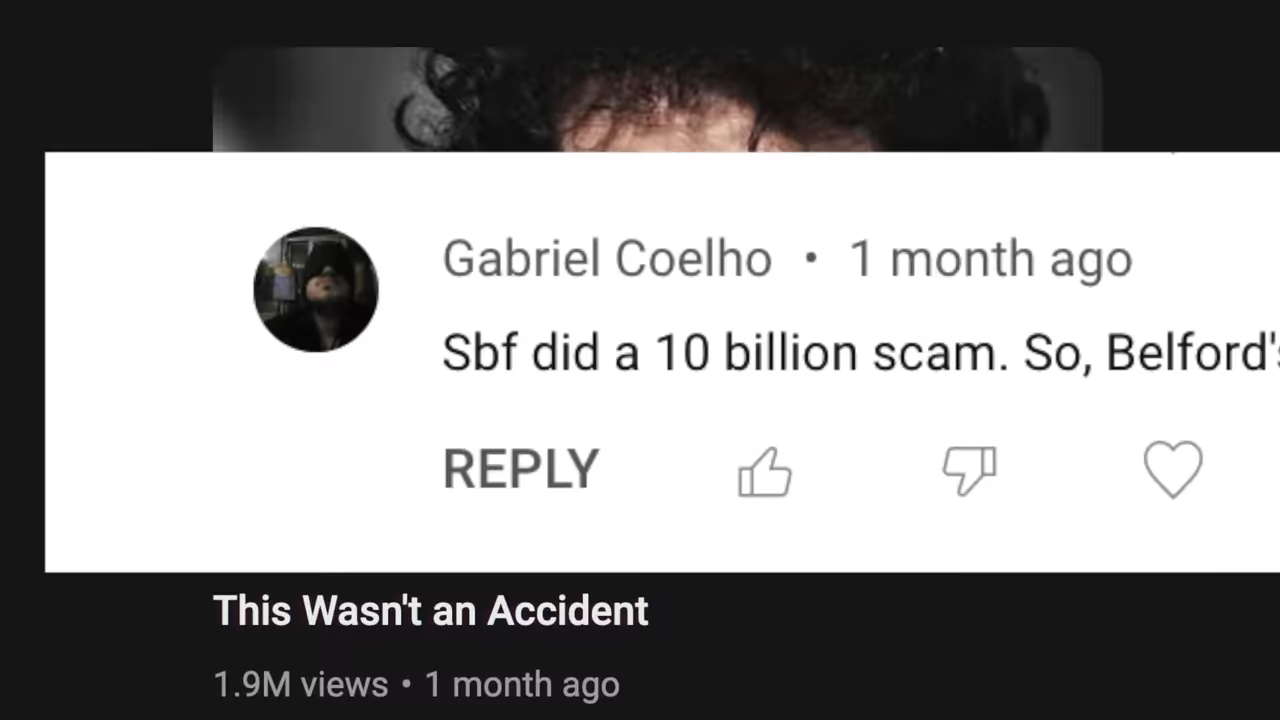 Gabriel Coelho • 1 month ago
Sbf did a 10 billion scam. So, Belford's
REPLY
This Wasn't an Accident
1.9M views • 1 month ago